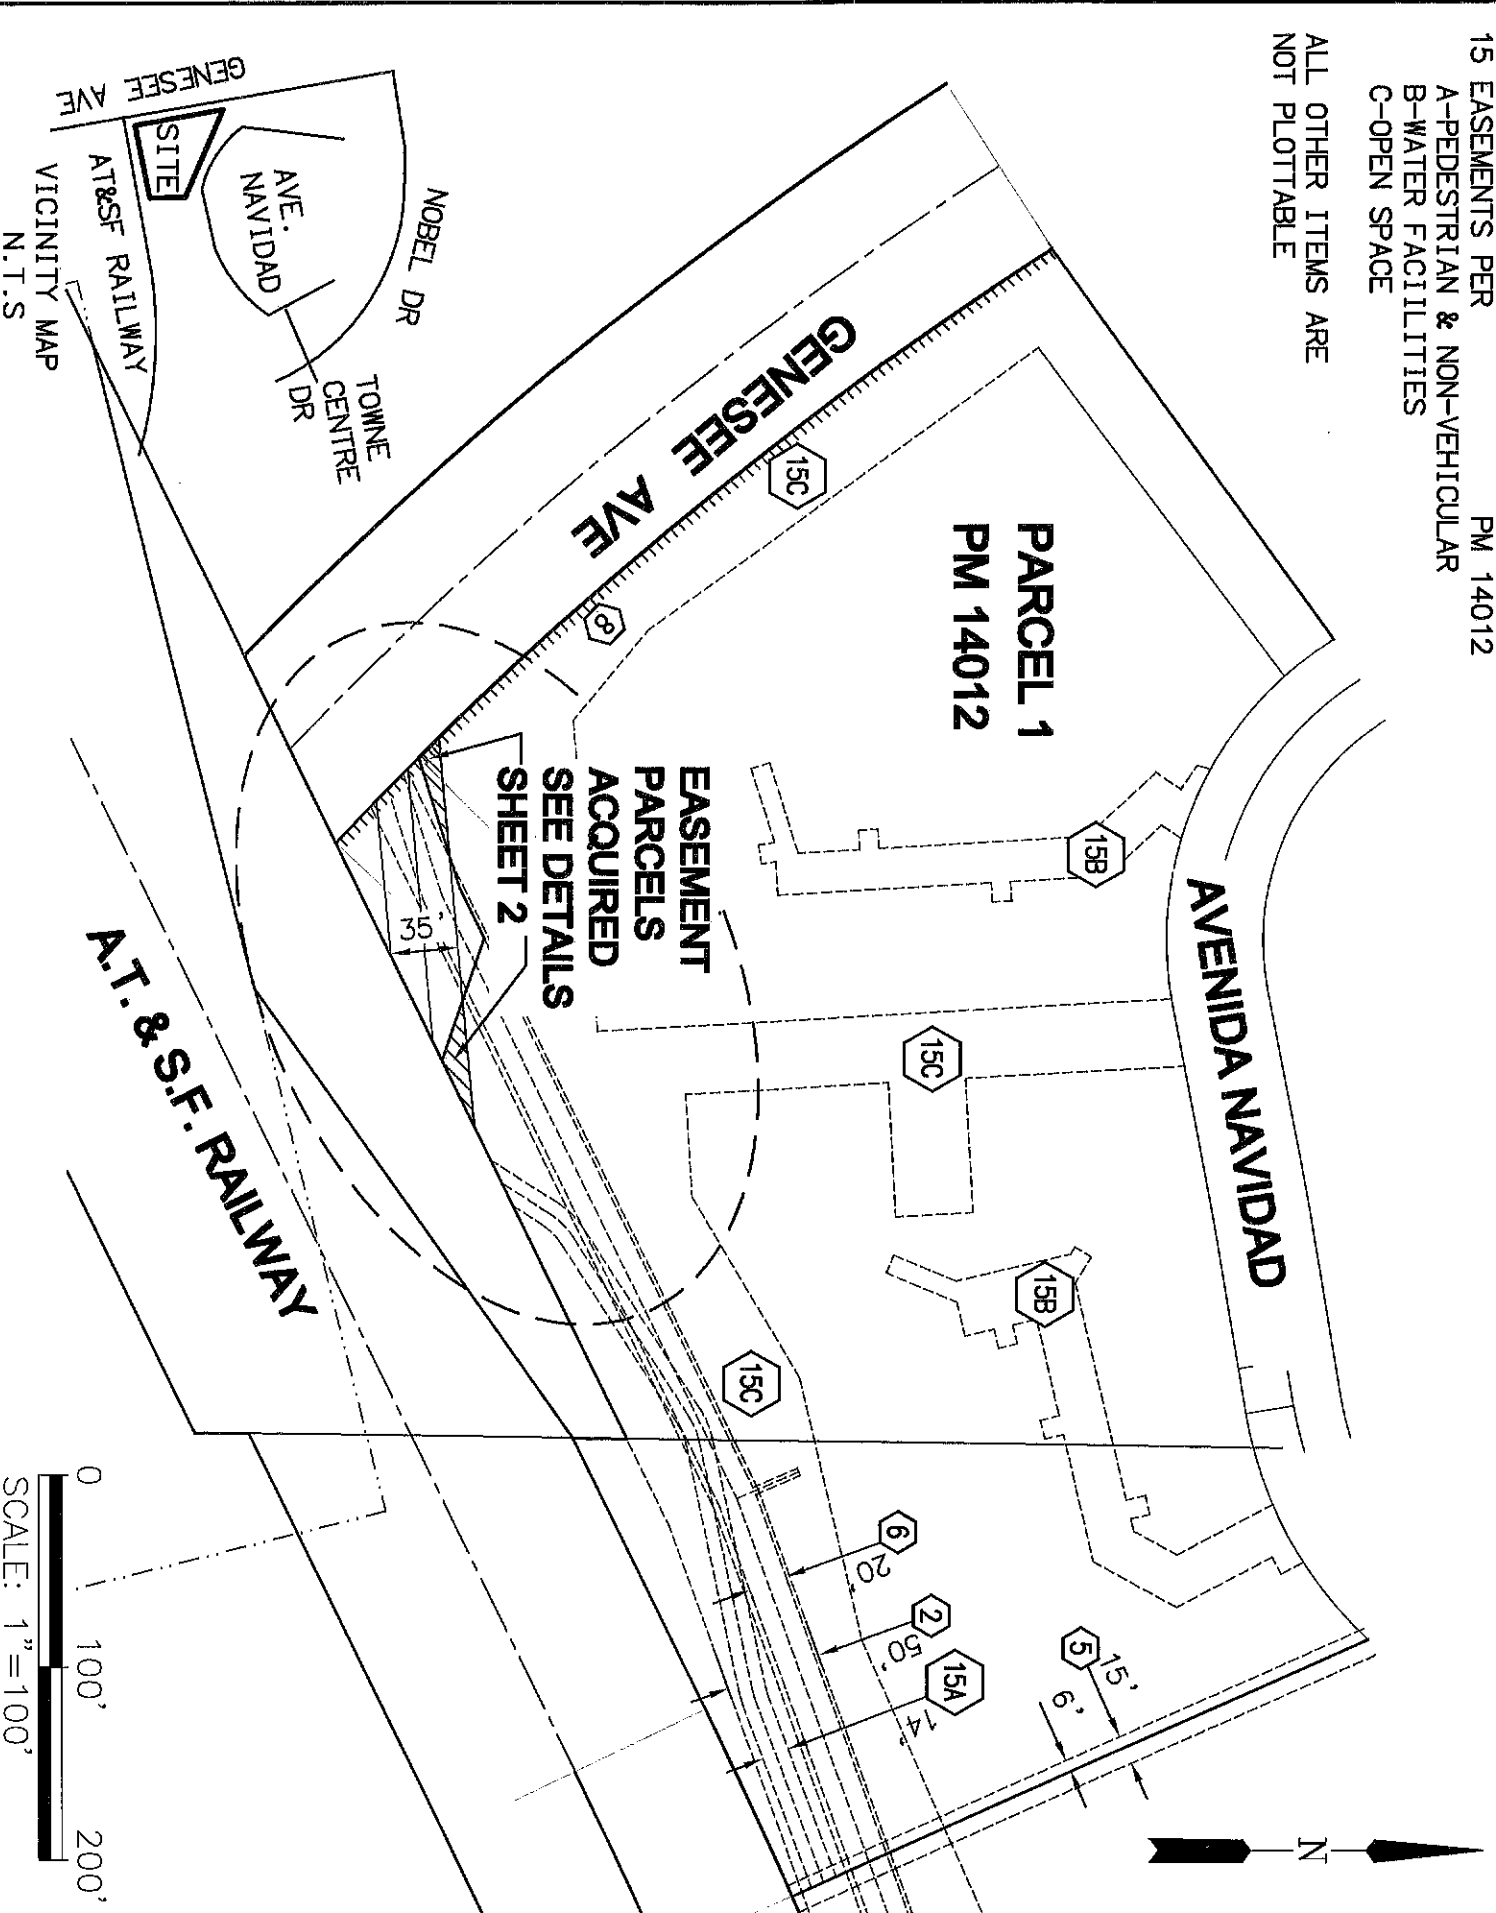 15 EASEMENTS PER PM 14012
A-PEDESTRIAN & NON-VEHICULAR
B-WATER FACIILITIES
C-OPEN SPACE
ALL OTHER ITEMS ARE
NOT PLOTTABLE
GENESEE AVE
SITE
AVE.
NAVIDAD
NOBEL DR
TOWNE
CENTRE
DR
AT&SF RAILWAY
VICINITY MAP
N.T.S
GENESEE AVE
15C
8
PARCEL 1
PM 14012
15B
AVENIDA NAVIDAD
EASEMENT
PARCELS
ACQUIRED
SEE DETAILS
SHEET 2
35'
15C
15B
15C
A.T. & S.F. RAILWAY
6
20'
2
50'
15A
14'
5
15'
6'
N
0 100' 200'
SCALE: 1"=100'